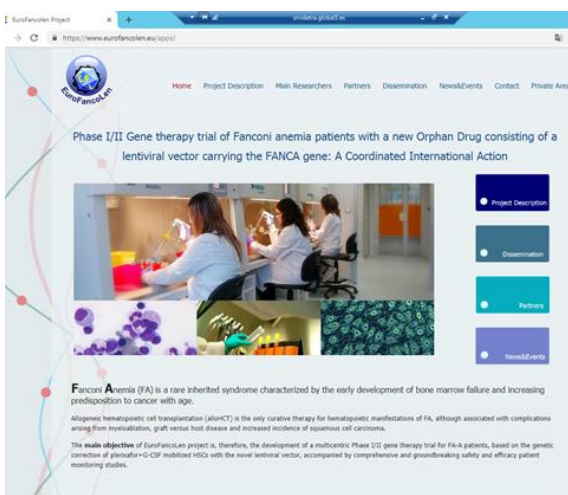 EuroFancolen Project
srvidetra.global3.es
https://www.eurofancolen.eu/apps/
EuroFancoLen
Home Project Description Main Researchers Partners Dissemination News&Events Contact Private Area
Phase I/II Gene therapy trial of Fanconi anemia patients with a new Orphan Drug consisting of a
lentiviral vector carrying the FANCA gene: A Coordinated International Action
Project Description
Dissemination
Partners
News&Events
Fanconi Anemia (FA) is a rare inherited syndrome characterized by the early development of bone marrow failure and increasing
predisposition to cancer with age.
Allogeneic hematopoietic cell transplantation (alloHCT) is the only curative therapy for hematopoietic manifestations of FA, although associated with complications
arising from myeloablation, graft versus host disease and increased incidence of squamous cell carcinoma.
The main objective of EuroFancoLen project is, therefore, the development of a multicentric Phase I/II gene therapy trial for FA-A patients, based on the genetic
correction of plerixafor+G-CSF mobilized HSCs with the novel lentiviral vector, accompanied by comprehensive and groundbreaking safety and efficacy patient
monitoring studies.